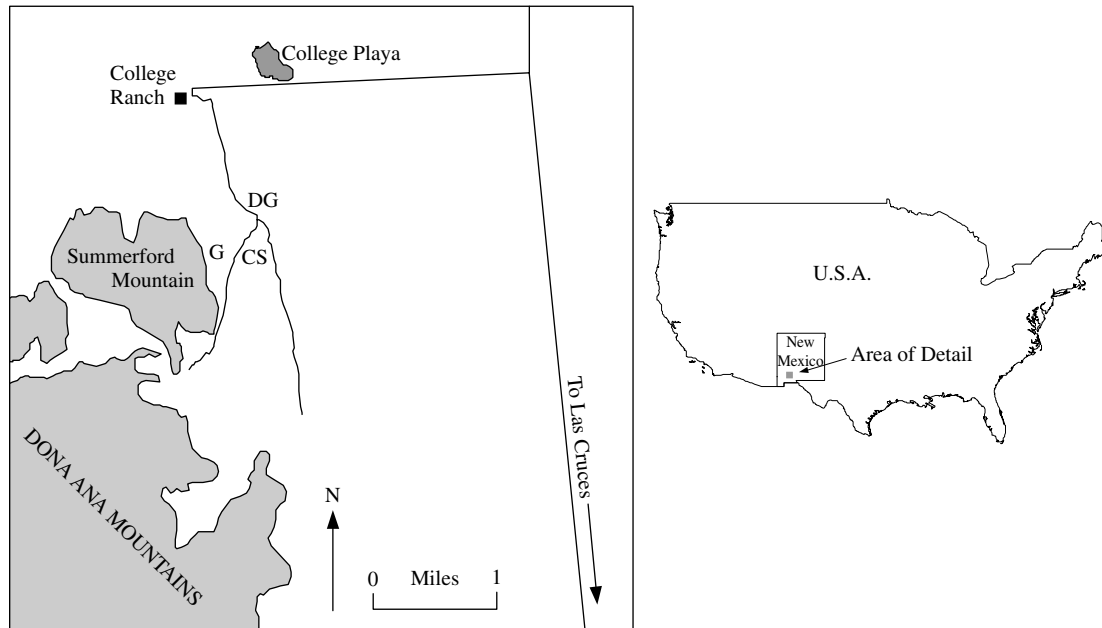 College Playa
College
Ranch
DG
G
CS
Summerford
Mountain
DONA ANA MOUNTAINS
To Las Cruces
N
0 Miles 1
U.S.A.
New
Mexico
Area of Detail